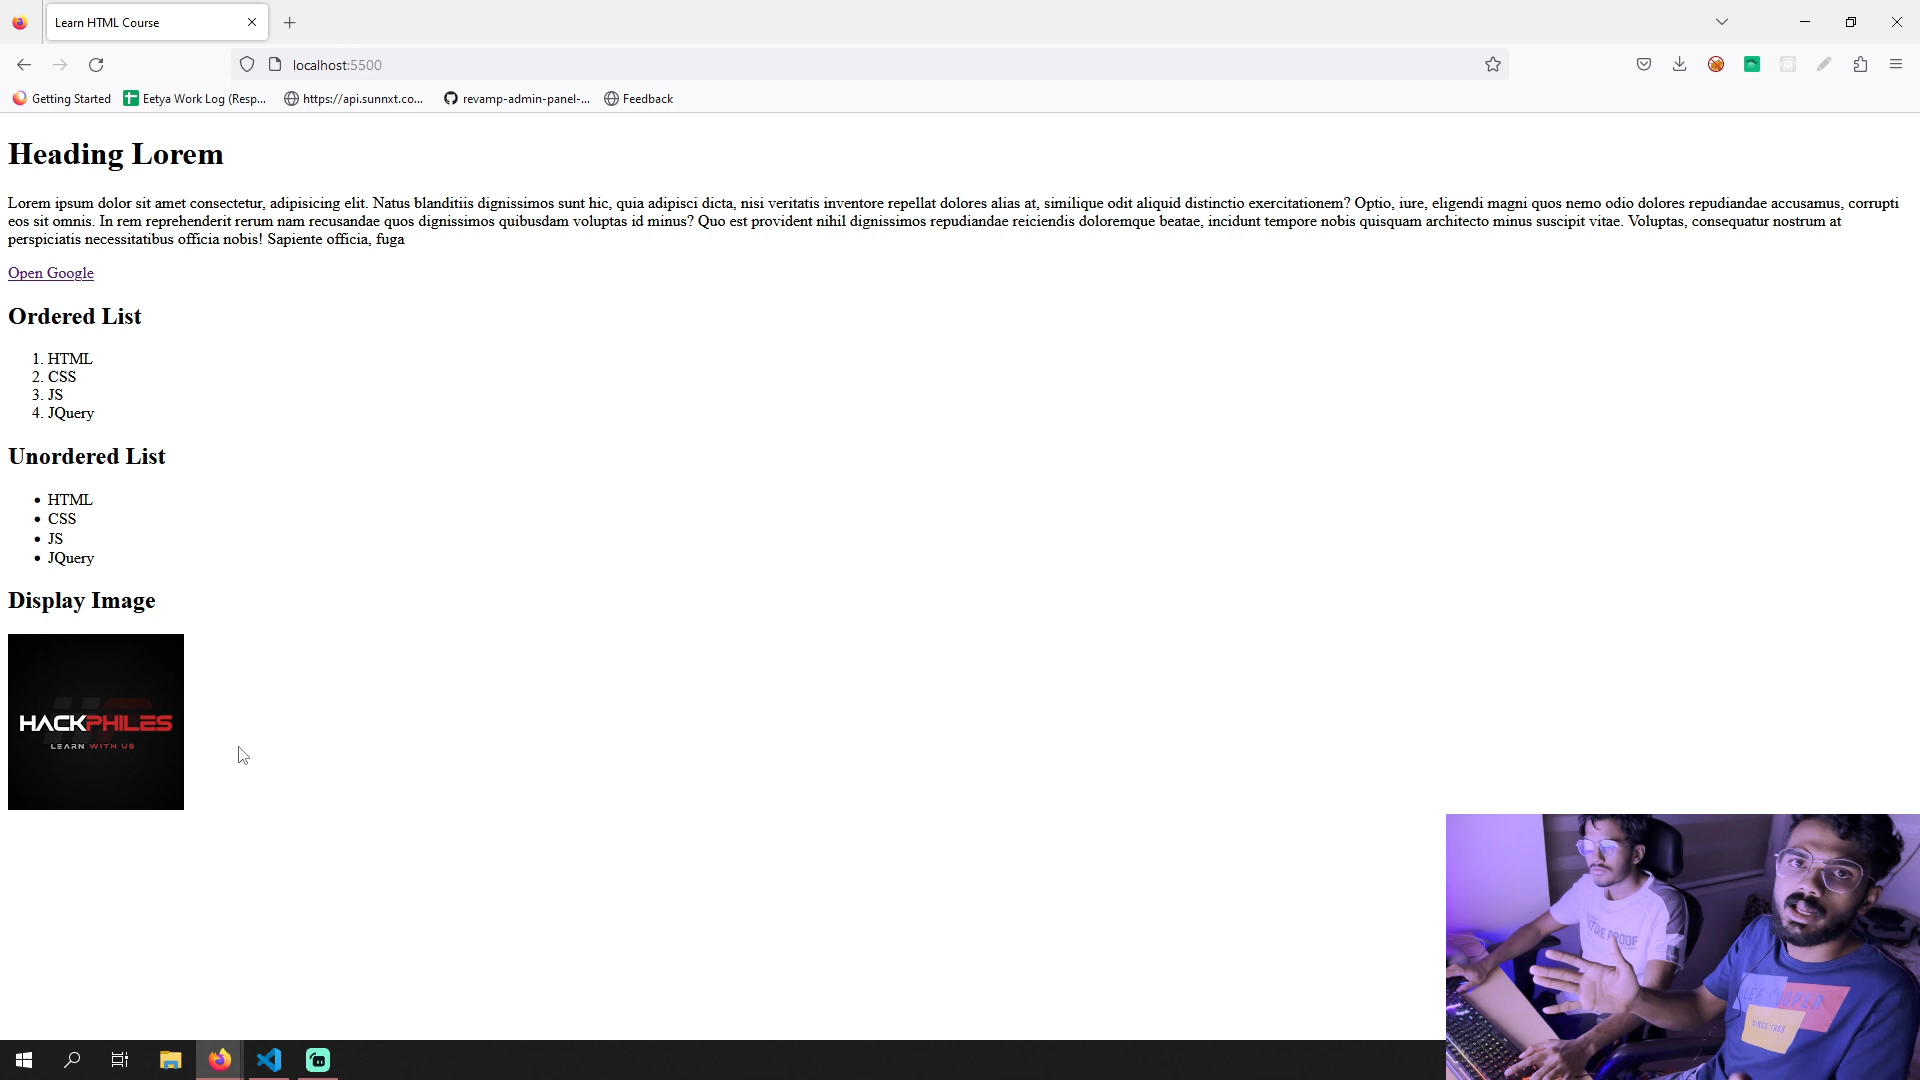 Learn HTML Course
localhost:5500
Getting Started
Eetya Work Log (Resp...
https://api.sunnxt.co...
revamp-admin-panel-...
Feedback
Heading Lorem
Lorem ipsum dolor sit amet consectetur, adipisicing elit. Natus blanditiis dignissimos sunt hic, quia adipisci dicta, nisi veritatis inventore repellat dolores alias at, similique odit aliquid distinctio exercitationem? Optio, iure, eligendi magni quos nemo odio dolores repudiandae accusamus, corrupti
eos sit omnis. In rem reprehenderit rerum nam recusandae quos dignissimos quibusdam voluptas id minus? Quo est provident nihil dignissimos repudiandae reiciendis doloremque beatae, incidunt tempore nobis quisquam architecto minus suscipit vitae. Voluptas, consequatur nostrum at
perspiciatis necessitatibus officia nobis! Sapiente officia, fuga
Open Google
Ordered List
1. HTML
2. CSS
3. JS
4. JQuery
Unordered List
• HTML
• CSS
• JS
• JQuery
Display Image
HACKPHILES
LEARN WITH US
PROOF
LEE COOPER
SINCE 1908